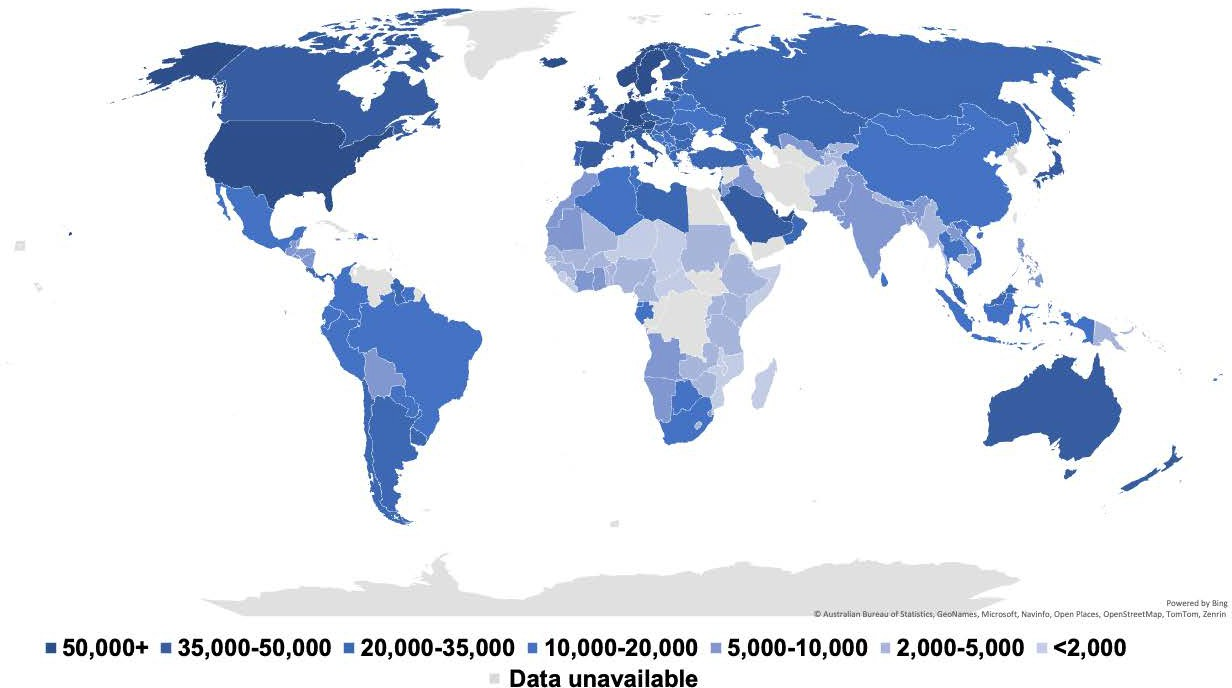 Powered by Bing
© Australian Bureau of Statistics, GeoNames, Microsoft, Navinfo, Open Places, OpenStreetMap, TomTom, Zenrin
50,000+ 35,000-50,000 20,000-35,000 10,000-20,000 5,000-10,000 2,000-5,000 <2,000
Data unavailable